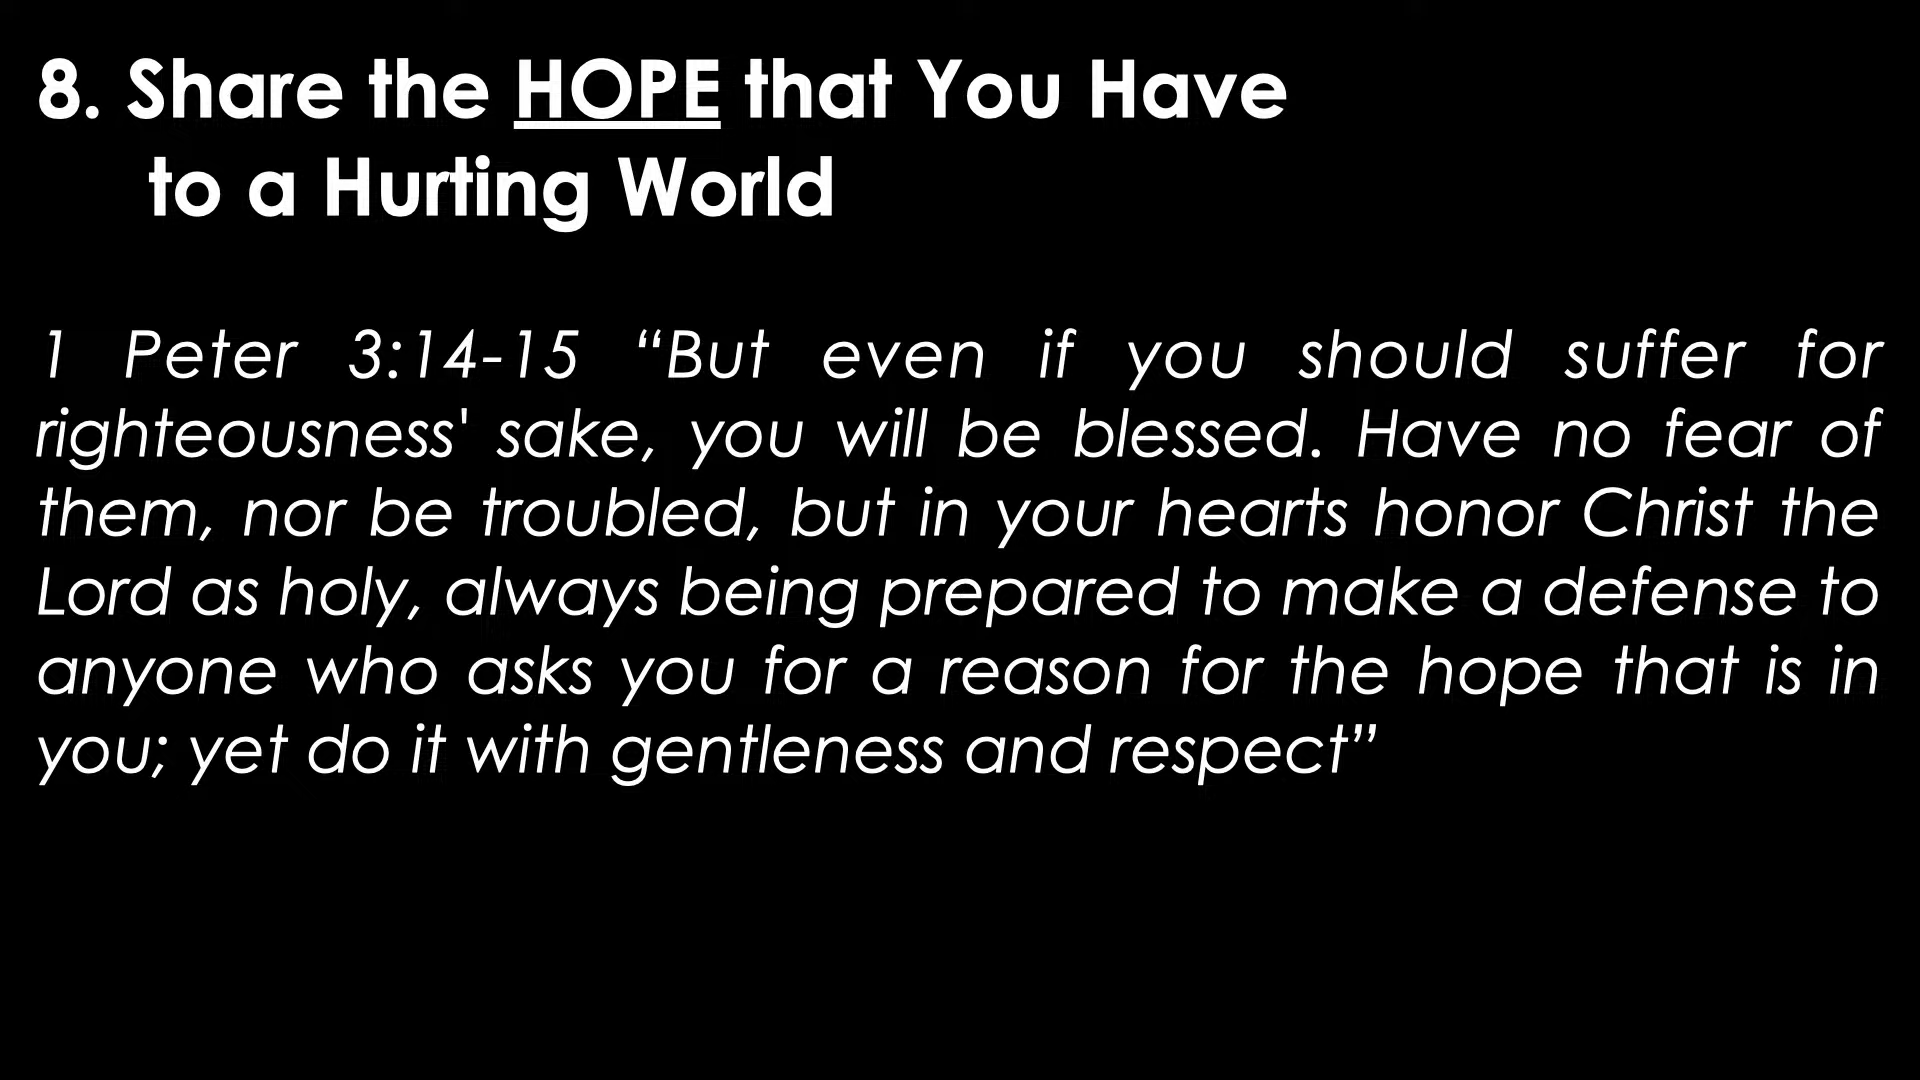 8. Share the HOPE that You Have
to a Hurting World
1 Peter 3:14-15 “But even if you should suffer for
righteousness' sake, you will be blessed. Have no fear of
them, nor be troubled, but in your hearts honor Christ the
Lord as holy, always being prepared to make a defense to
anyone who asks you for a reason for the hope that is in
you; yet do it with gentleness and respect”